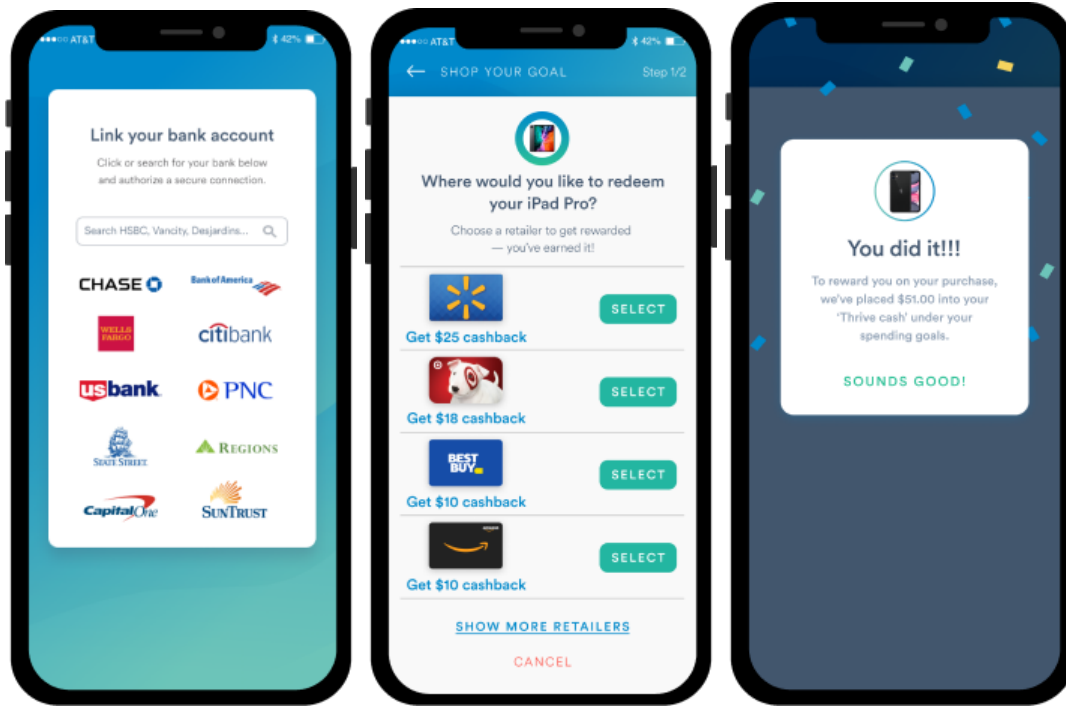 AT&T 42%
Link your bank account
Click or search for your bank below
and authorize a secure connection.
Search HSBC, Vancity, Desjardins...
CHASE
Bank of America
WELLS
FARGO
citibank
usbank
PNC
STATE STREET
REGIONS
Capital One
SUNTRUST
AT&T 42%
SHOP YOUR GOAL Step 1/2
Where would you like to redeem
your iPad Pro?
Choose a retailer to get rewarded
— you've earned it!
SELECT
Get $25 cashback
SELECT
Get $18 cashback
BEST
BUY
SELECT
Get $10 cashback
amazon
SELECT
Get $10 cashback
SHOW MORE RETAILERS
CANCEL
You did it!!!
To reward you on your purchase,
we've placed $51.00 into your
'Thrive cash' under your
spending goals.
SOUNDS GOOD!